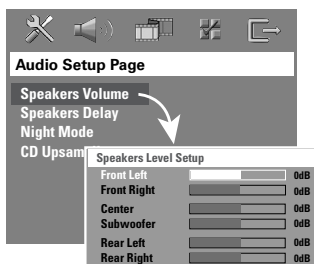 Audio Setup Page
Speakers Volume
Speakers Delay
Night Mode
CD Upsam
Speakers Level Setup
Front Left 0dB
Front Right 0dB
Center 0dB
Subwoofer 0dB
Rear Left 0dB
Rear Right 0dB